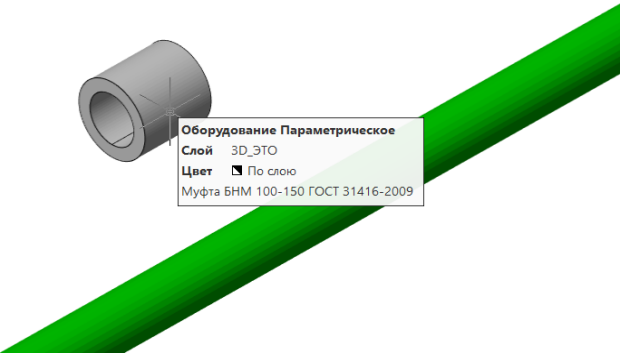 Оборудование Параметрическое
Слой 3D_ЭТО
Цвет По слою
Муфта БНМ 100-150 ГОСТ 31416-2009